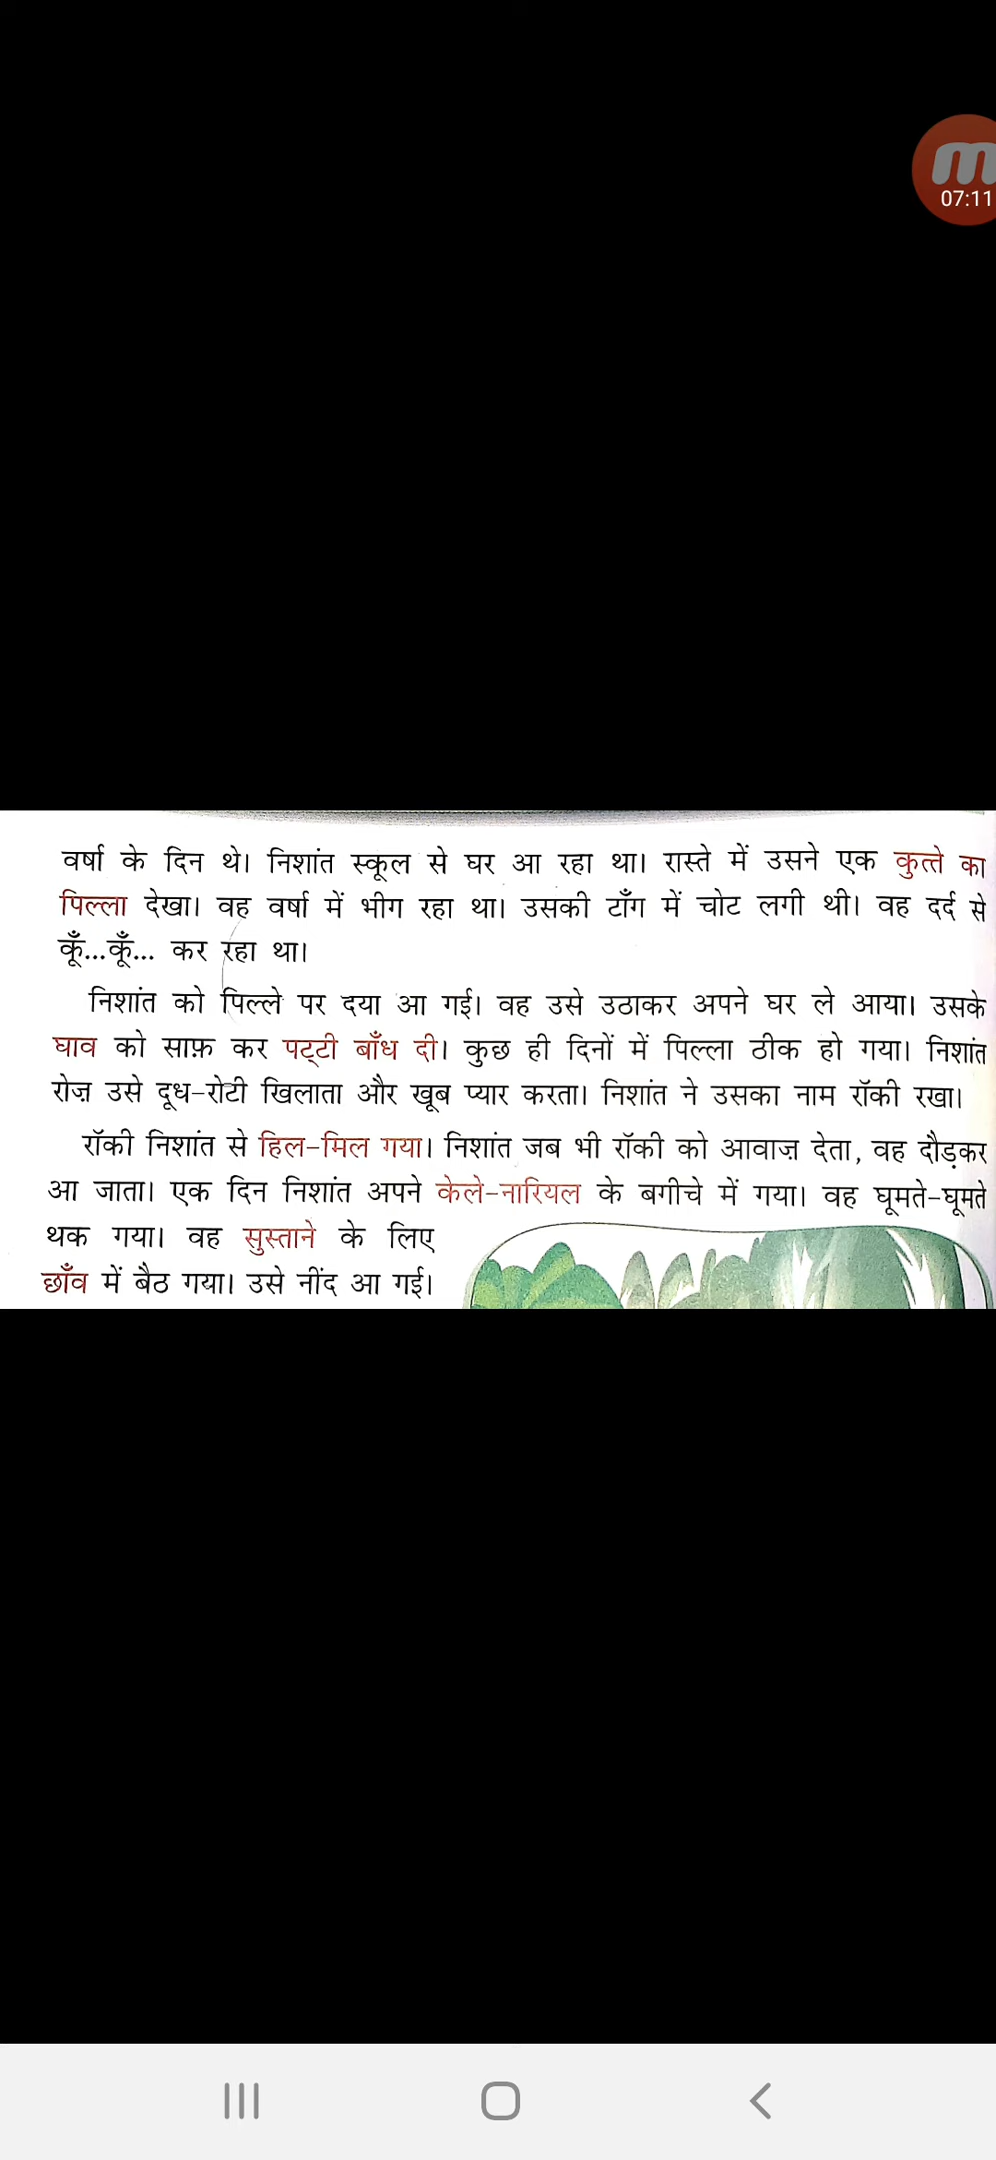 07:11
वर्षा के दिन थे। निशांत स्कूल से घर आ रहा था। रास्ते में उसने एक कुत्ते का
पिल्ला देखा। वह वर्षा में भीग रहा था। उसकी टाँग में चोट लगी थी। वह दर्द से
कूँ...कूँ... कर रहा था।
निशांत को पिल्ले पर दया आ गई। वह उसे उठाकर अपने घर ले आया। उसके
घाव को साफ़ कर पट्टी बाँध दी। कुछ ही दिनों में पिल्ला ठीक हो गया। निशांत
रोज़ उसे दूध-रोटी खिलाता और खूब प्यार करता। निशांत ने उसका नाम रॉकी रखा।
रॉकी निशांत से हिल-मिल गया। निशांत जब भी रॉकी को आवाज़ देता, वह दौड़कर
आ जाता। एक दिन निशांत अपने केले-नारियल के बगीचे में गया। वह घूमते-घूमते
थक गया। वह सुस्ताने के लिए
छाँव में बैठ गया। उसे नींद आ गई।